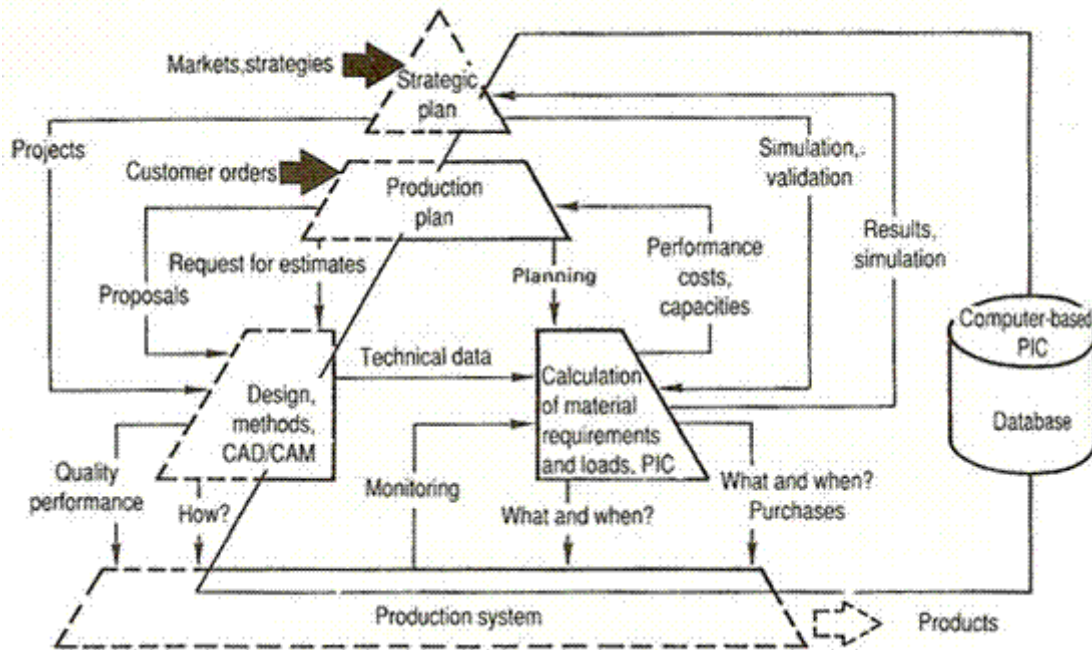 Markets,strategies
Strategic
plan
Projects
Customer orders
Production
plan
Simulation,
validation
Results,
simulation
Request for estimates
Planning
Performance
costs,
capacities
Proposals
Computer-based
PIC
Database
Technical data
Design,
methods,
CAD/CAM
Calculation
of material
requirements
and loads, PIC
Quality
performance
How?
Monitoring
What and when?
What and when?
Purchases
Production system
Products